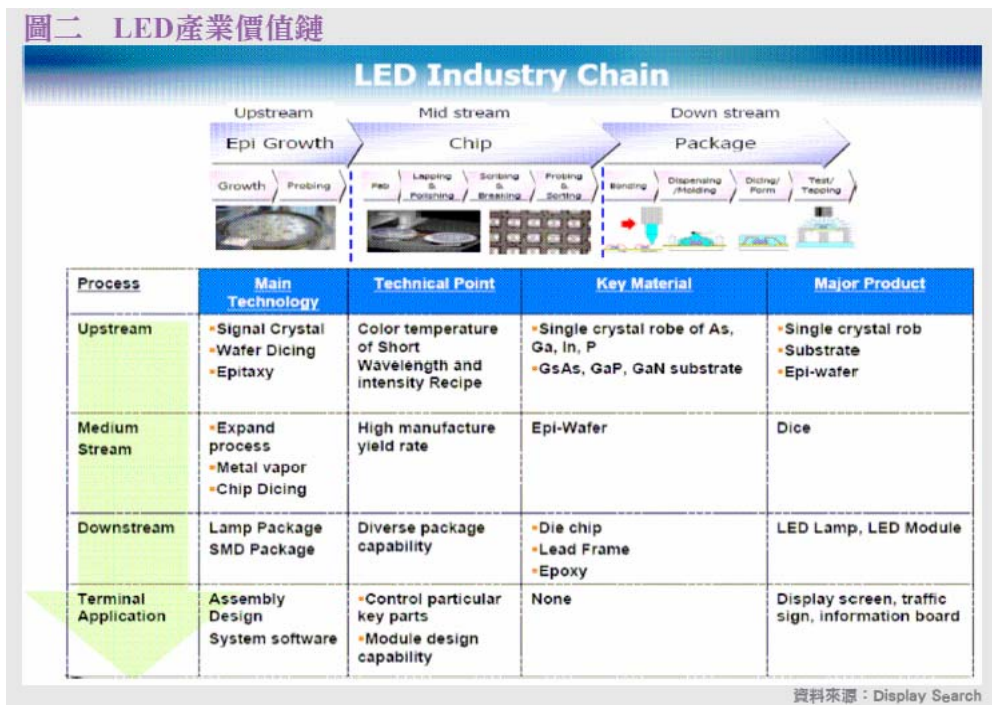 圖二 LED產業價值鏈
LED Industry Chain
Upstream
Mid stream
Down stream
Epi Growth
Chip
Package
Growth
Probing
Fab
Lapping
&
Polishing
Scribing
&
Breaking
Probing
&
Sorting
Bonding
Dispensing
/Molding
Dicing/
Form
Test/
Tapping
Process
Main
Technology
Technical Point
Key Material
Major Product
Upstream
▪Signal Crystal
▪Wafer Dicing
▪Epitaxy
Color temperature
of Short
Wavelength and
intensity Recipe
▪Single crystal robe of As,
Ga, In, P
▪GsAs, GaP, GaN substrate
▪Single crystal rob
▪Substrate
▪Epi-wafer
Medium
Stream
▪Expand
process
▪Metal vapor
▪Chip Dicing
High manufacture
yield rate
Epi-Wafer
Dice
Downstream
Lamp Package
SMD Package
Diverse package
capability
▪Die chip
▪Lead Frame
▪Epoxy
LED Lamp, LED Module
Terminal
Application
Assembly
Design
System software
▪Control particular
key parts
▪Module design
capability
None
Display screen, traffic
sign, information board
資料來源：Display Search